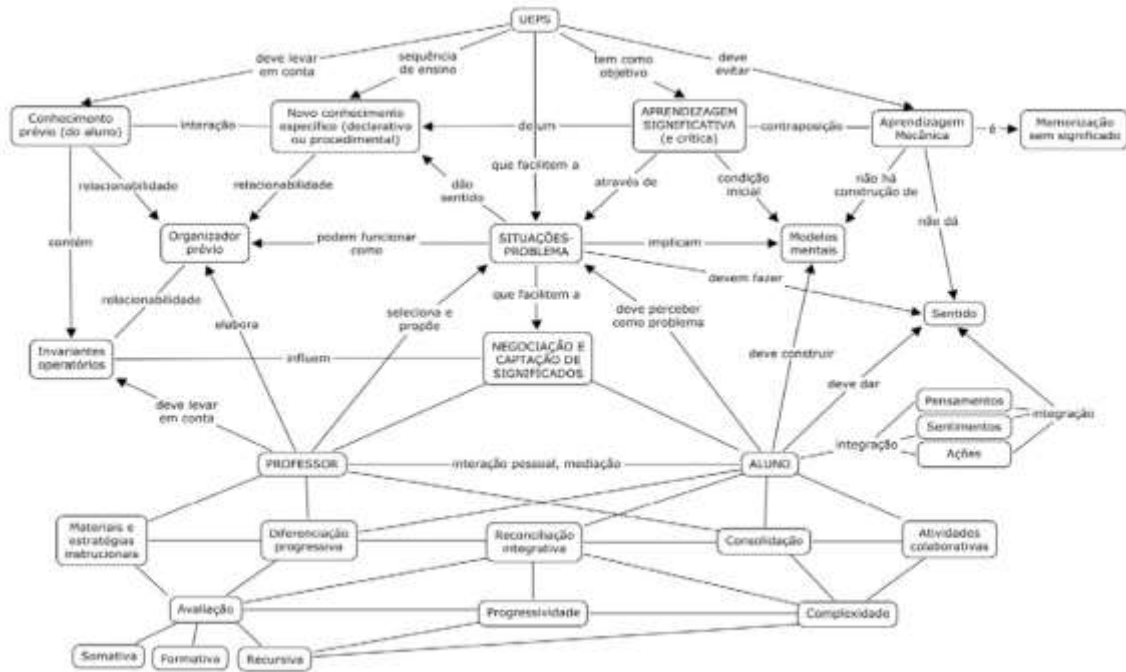 UEPS
deve levar
em conta
sequência
de ensino
tem como
objetivo
deve
evitar
Conhecimento
prévio (do aluno)
interação
Novo conhecimento
específico (declarativo
ou procedimental)
de um
APRENDIZAGEM
SIGNIFICATIVA
(e crítica)
contraposição
Aprendizagem
Mecânica
é
Memorização
sem significado
que facilitem a
relacionabilidade
relacionabilidade
dão
sentido
através de
condição
inicial
não há
construção de
não dá
contém
Organizador
prévio
podem funcionar
como
SITUAÇÕES-
PROBLEMA
implicam
Modelos
mentais
devem fazer
relacionabilidade
elabora
seleciona e
propõe
que facilitem a
deve perceber
como problema
Sentido
Invariantes
operatórios
influem
NEGOCIAÇÃO E
CAPTAÇÃO DE
SIGNIFICADOS
deve construir
deve dar
deve levar
em conta
Pensamentos
Sentimentos
Ações
integração
integração
PROFESSOR
interação pessoal, mediação
ALUNO
Materiais e
estratégias
instrucionais
Diferenciação
progressiva
Reconciliação
integrativa
Consolidação
Atividades
colaborativas
Avaliação
Progressividade
Complexidade
Somativa
Formativa
Recursiva